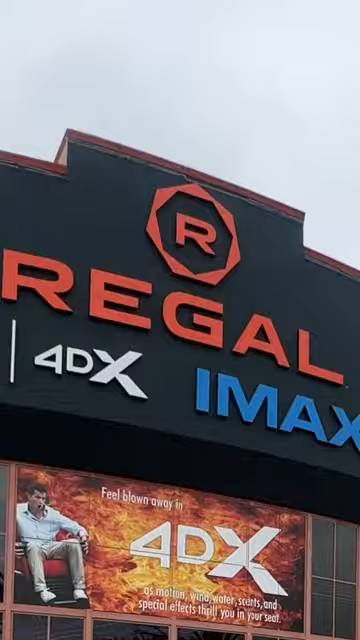 R
REGAL
4DX
IMAX
Feel blown away in
4DX
as motion, wind, water, scents, and
special effects thrill you in your seat